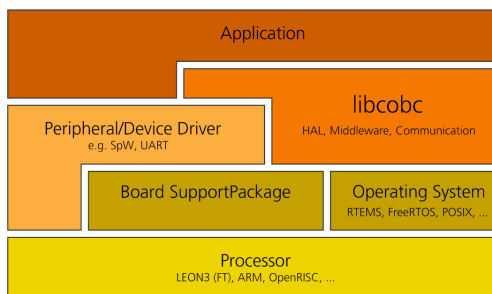 Application
libcobc
HAL, Middleware, Communication
Peripheral/Device Driver
e.g. SpW, UART
Board SupportPackage
Operating System
RTEMS, FreeRTOS, POSIX, ...
Processor
LEON3 (FT), ARM, OpenRISC, ...